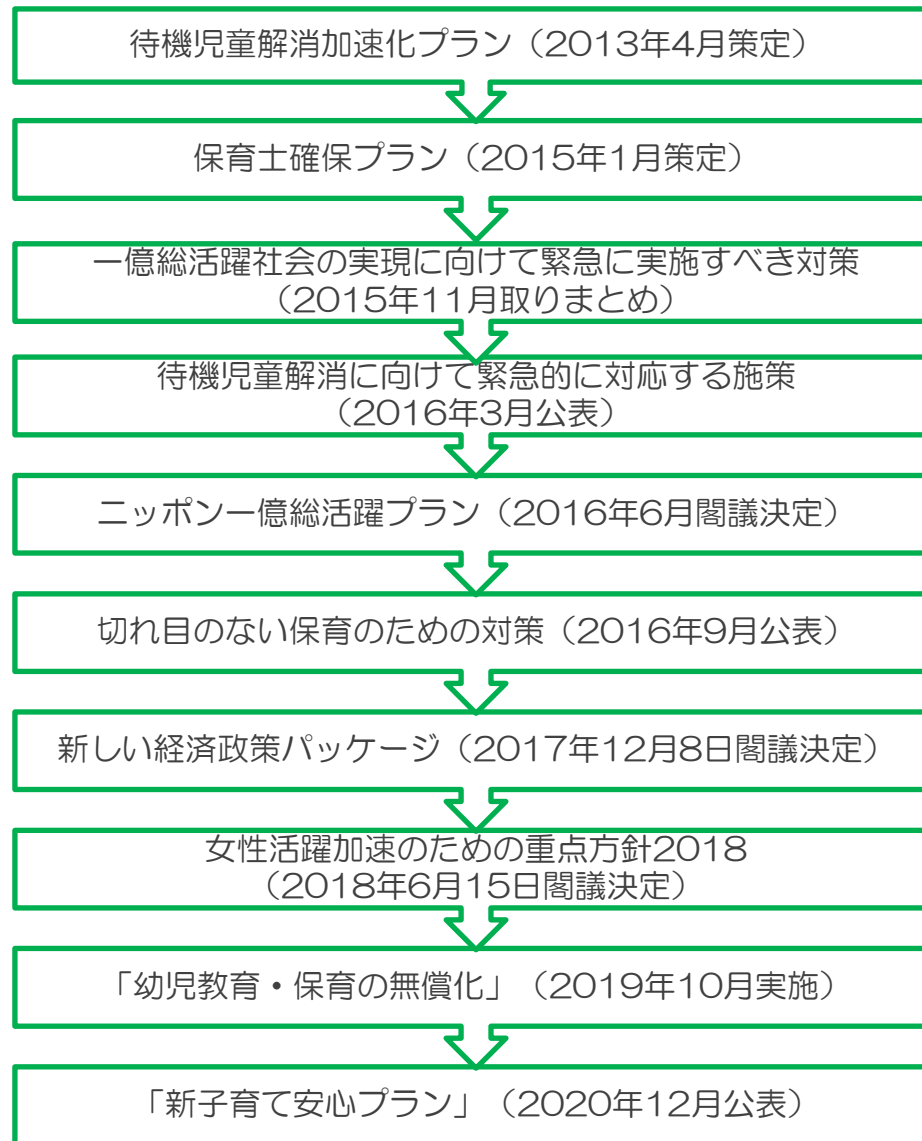 待機児童解消加速化プラン（2013年4月策定）
保育士確保プラン（2015年1月策定）
一億総活躍社会の実現に向けて緊急に実施すべき対策
（2015年11月取りまとめ）
待機児童解消に向けて緊急的に対応する施策
（2016年3月公表）
ニッポン一億総活躍プラン（2016年6月閣議決定）
切れ目のない保育のための対策（2016年9月公表）
新しい経済政策パッケージ（2017年12月8日閣議決定）
女性活躍加速のための重点方針2018
（2018年6月15日閣議決定）
「幼児教育・保育の無償化」（2019年10月実施）
「新子育て安心プラン」（2020年12月公表）